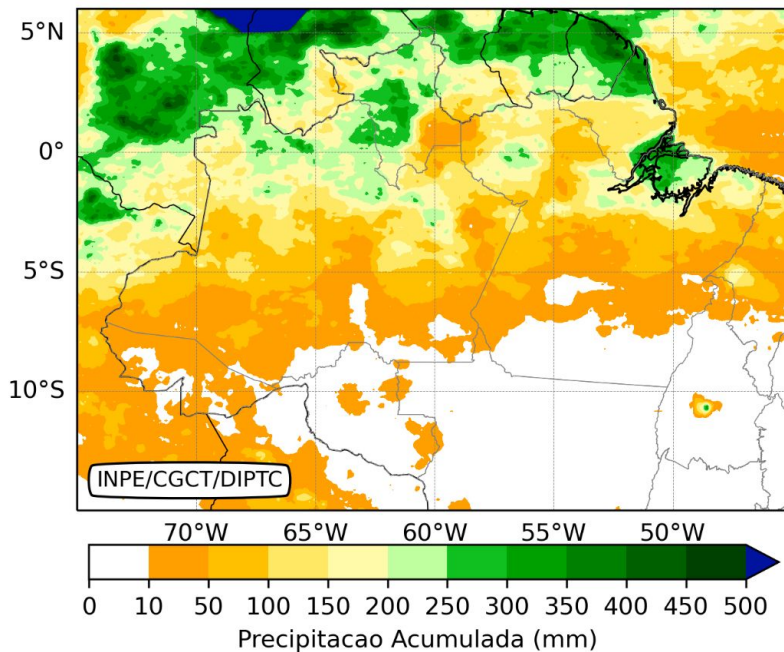 5°N
0°
5°S
10°S
INPE/CGCT/DIPTC
70°W 65°W 60°W 55°W 50°W
0 10 50 100 150 200 250 300 350 400 450 500
Precipitacao Acumulada (mm)